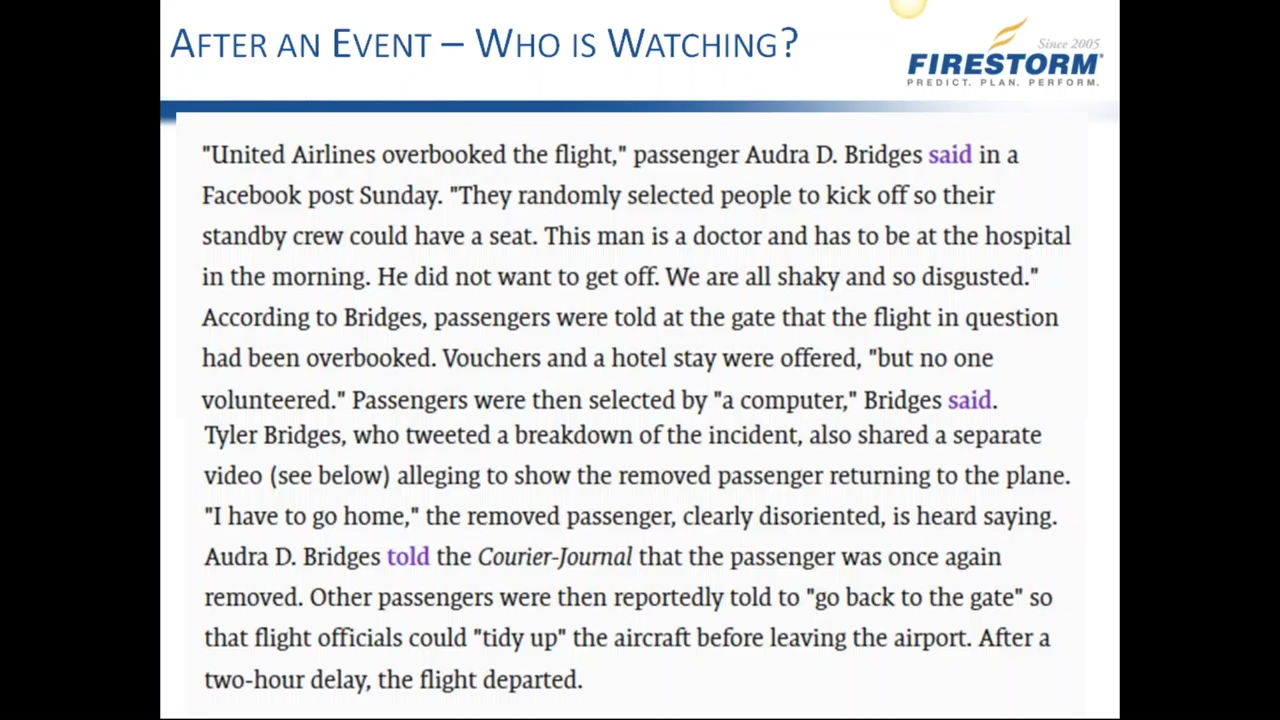 AFTER AN EVENT – WHO IS WATCHING?
Since 2005
FIRESTORM
PREDICT. PLAN. PERFORM.
"United Airlines overbooked the flight," passenger Audra D. Bridges said in a
Facebook post Sunday. "They randomly selected people to kick off so their
standby crew could have a seat. This man is a doctor and has to be at the hospital
in the morning. He did not want to get off. We are all shaky and so disgusted."
According to Bridges, passengers were told at the gate that the flight in question
had been overbooked. Vouchers and a hotel stay were offered, "but no one
volunteered." Passengers were then selected by "a computer," Bridges said.
Tyler Bridges, who tweeted a breakdown of the incident, also shared a separate
video (see below) alleging to show the removed passenger returning to the plane.
"I have to go home," the removed passenger, clearly disoriented, is heard saying.
Audra D. Bridges told the Courier-Journal that the passenger was once again
removed. Other passengers were then reportedly told to "go back to the gate" so
that flight officials could "tidy up" the aircraft before leaving the airport. After a
two-hour delay, the flight departed.